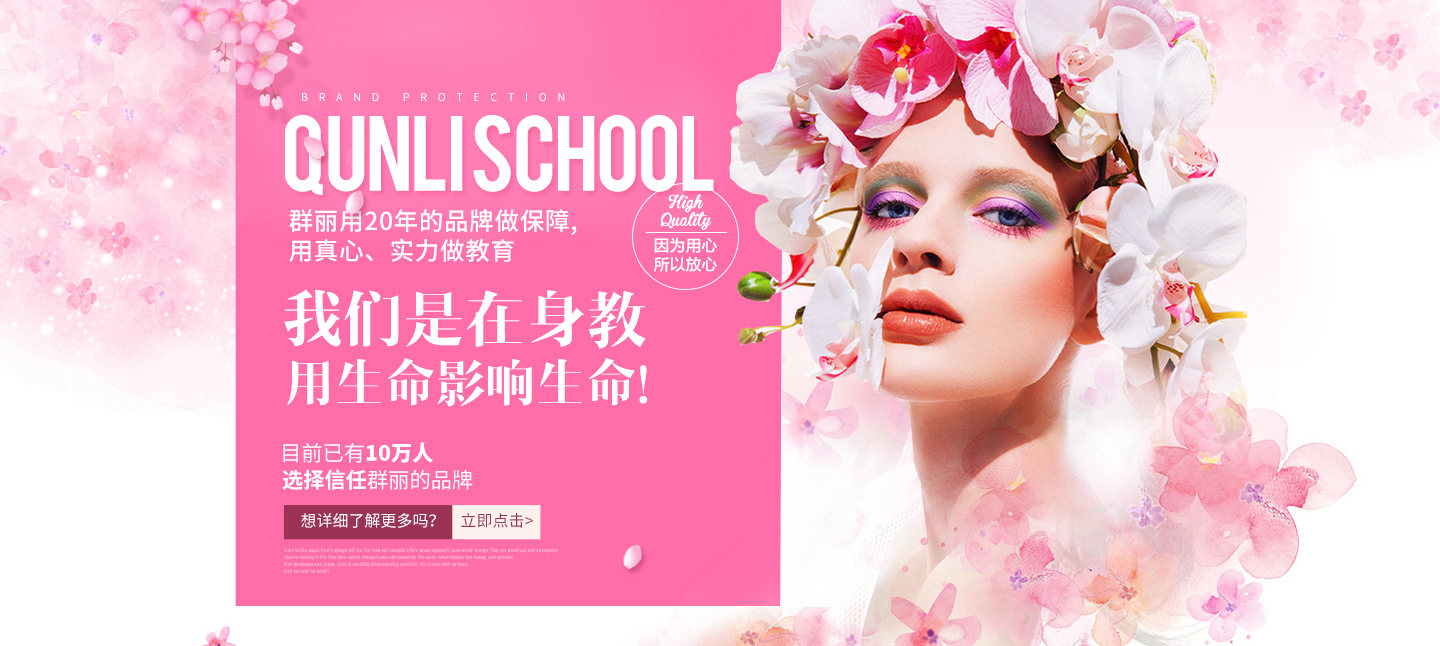 BRAND PROTECTION
QUNLI SCHOOL
群丽用20年的品牌做保障,
用真心、实力做教育
High
Quality
因为用心
所以放心
我们是在身教
用生命影响生命!
目前已有10万人
选择信任群丽的品牌
想详细了解更多吗?
立即点击>